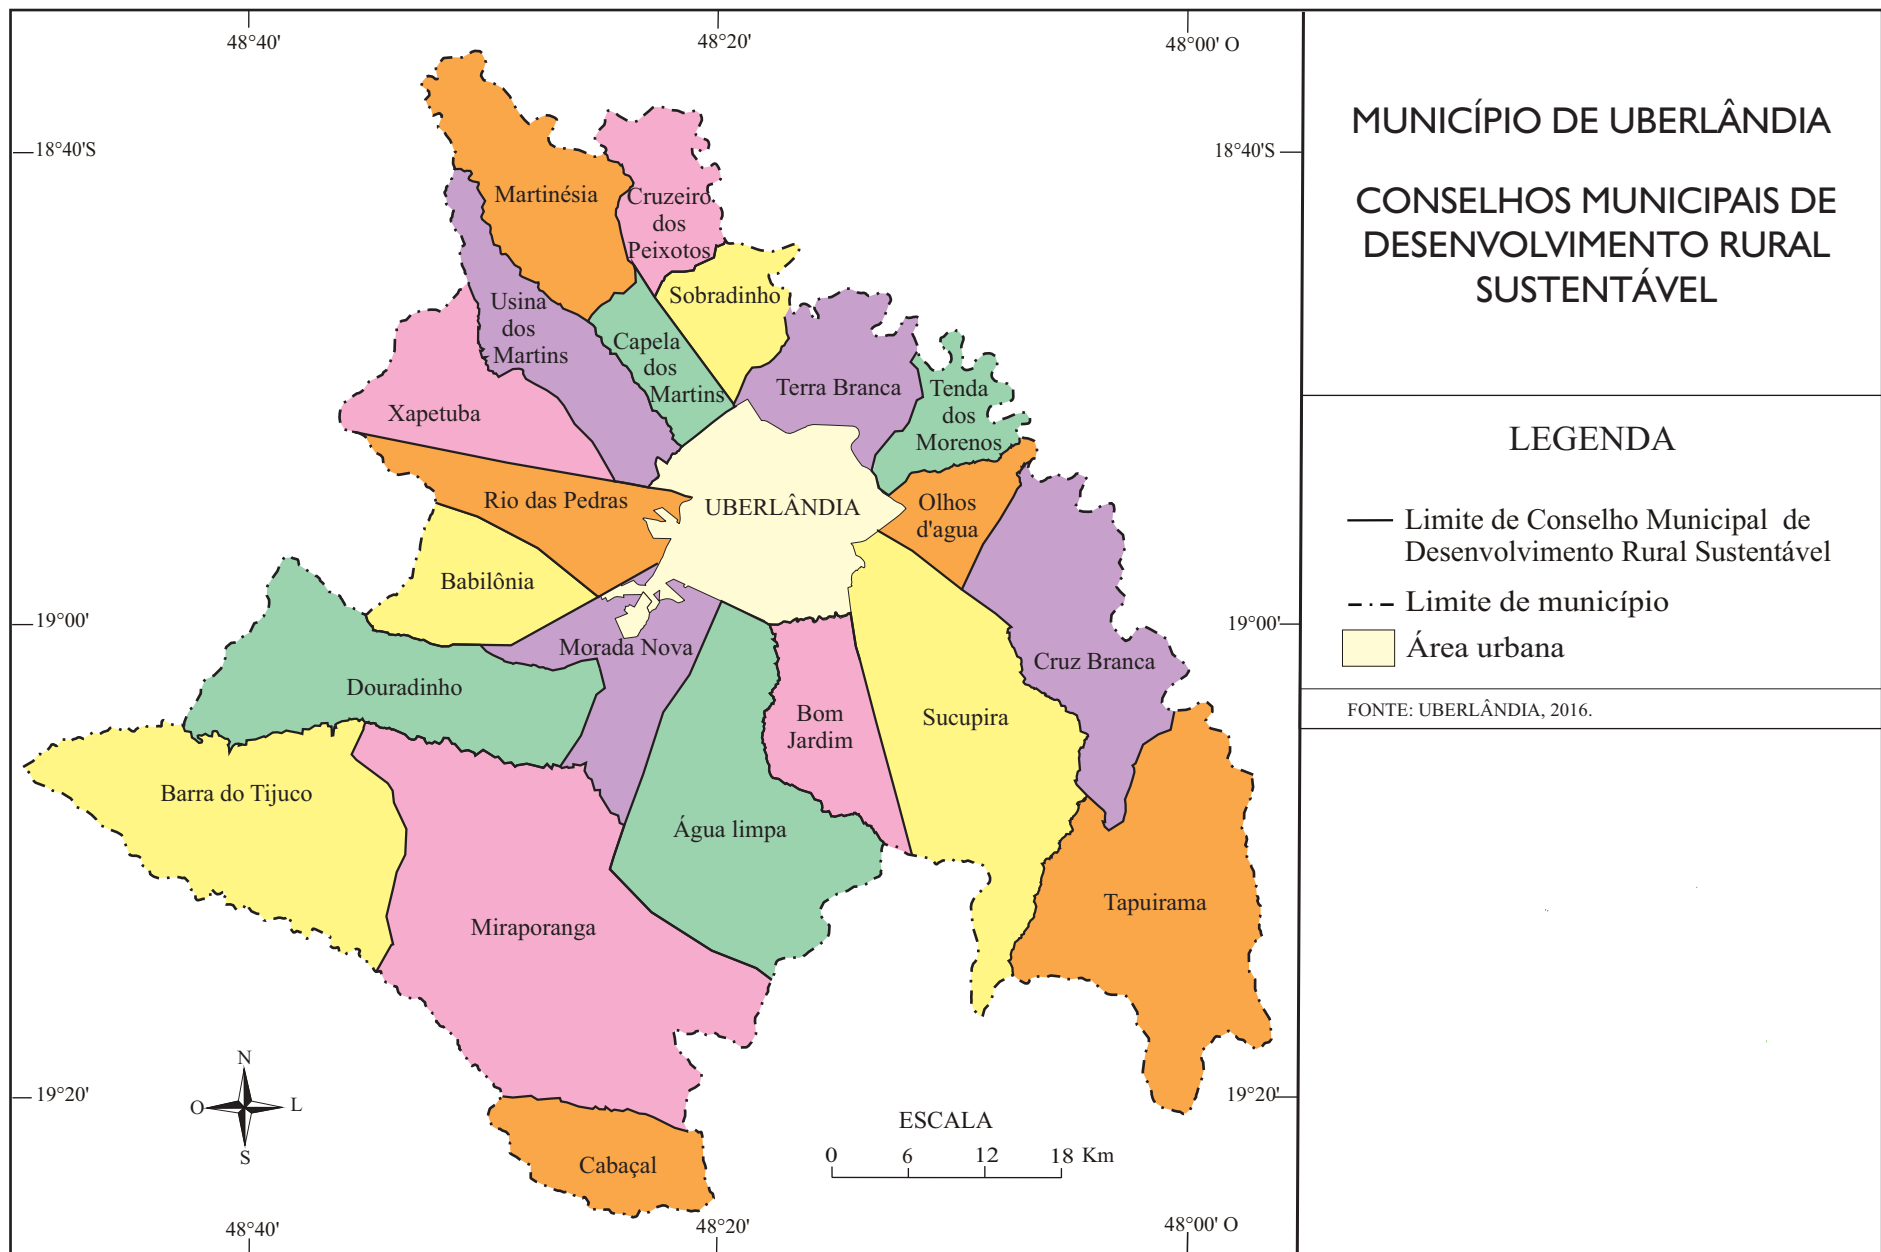 48°40'
48°20'
48°00' O
18°40'S
18°40'S
Martinésia
Cruzeiro
dos
Peixotos
Sobradinho
Usina
dos
Martins
Capela
dos
Martins
Terra Branca
Tenda
dos
Morenos
Xapetuba
Rio das Pedras
UBERLÂNDIA
Olhos
d'agua
Babilônia
19°00'
19°00'
Morada Nova
Cruz Branca
Douradinho
Bom
Jardim
Sucupira
Barra do Tijuco
Água limpa
Tapuirama
Miraporanga
19°20'
19°20'
N
O
L
S
ESCALA
0 6 12 18 Km
Cabaçal
48°40'
48°20'
48°00' O
MUNICÍPIO DE UBERLÂNDIA
CONSELHOS MUNICIPAIS DE
DESENVOLVIMENTO RURAL
SUSTENTÁVEL
LEGENDA
Limite de Conselho Municipal de
Desenvolvimento Rural Sustentável
Limite de município
Área urbana
FONTE: UBERLÂNDIA, 2016.